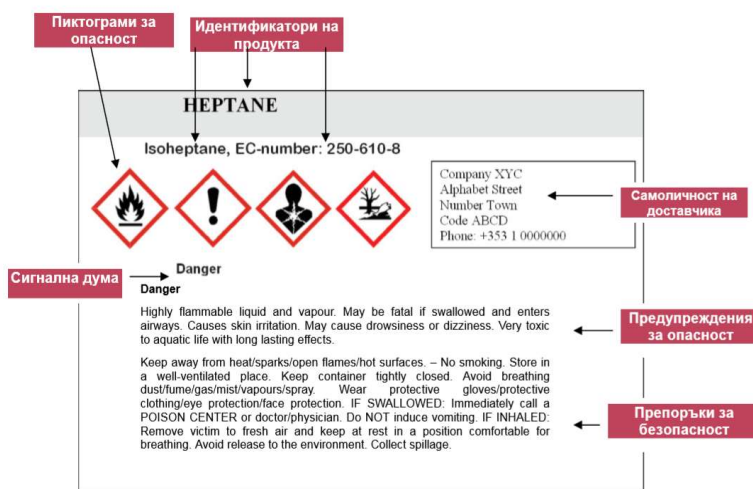 Пиктограми за
опасност
Идентификатори на
продукта
HEPTANE
Isoheptane, EC-number: 250-610-8
Company XYC
Alphabet Street
Number Town
Code ABCD
Phone: +353 1 0000000
Самоличност на
доставчика
Сигнална дума
Danger
Danger
Highly flammable liquid and vapour. May be fatal if swallowed and enters
airways. Causes skin irritation. May cause drowsiness or dizziness. Very toxic
to aquatic life with long lasting effects.
Предупреждения
за опасност
Keep away from heat/sparks/open flames/hot surfaces. – No smoking. Store in
a well-ventilated place. Keep container tightly closed. Avoid breathing
dust/fume/gas/mist/vapours/spray. Wear protective gloves/protective
clothing/eye protection/face protection. IF SWALLOWED: Immediately call a
POISON CENTER or doctor/physician. Do NOT induce vomiting. IF INHALED:
Remove victim to fresh air and keep at rest in a position comfortable for
breathing. Avoid release to the environment. Collect spillage.
Препоръки за
безопасност